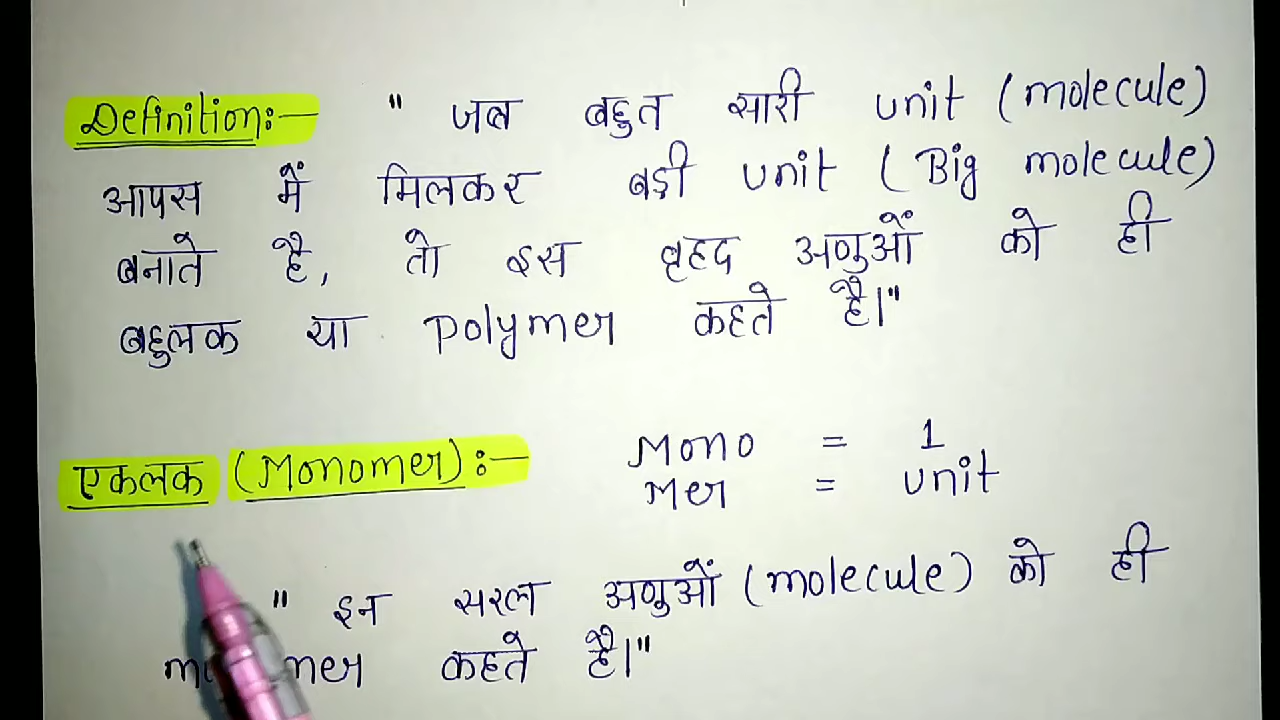 Definition:— " जब बहुत सारी unit (molecule)
आपस में मिलकर बड़ी unit ( Big molecule)
बनाते है, तो इस वृहद अणुओं को ही
बहुलक या Polymer कहते है।"
एकलक (Monomer):— Mono = 1
Mer = unit
" इन सरल अणुओं (molecule) को ही
कहते है।"